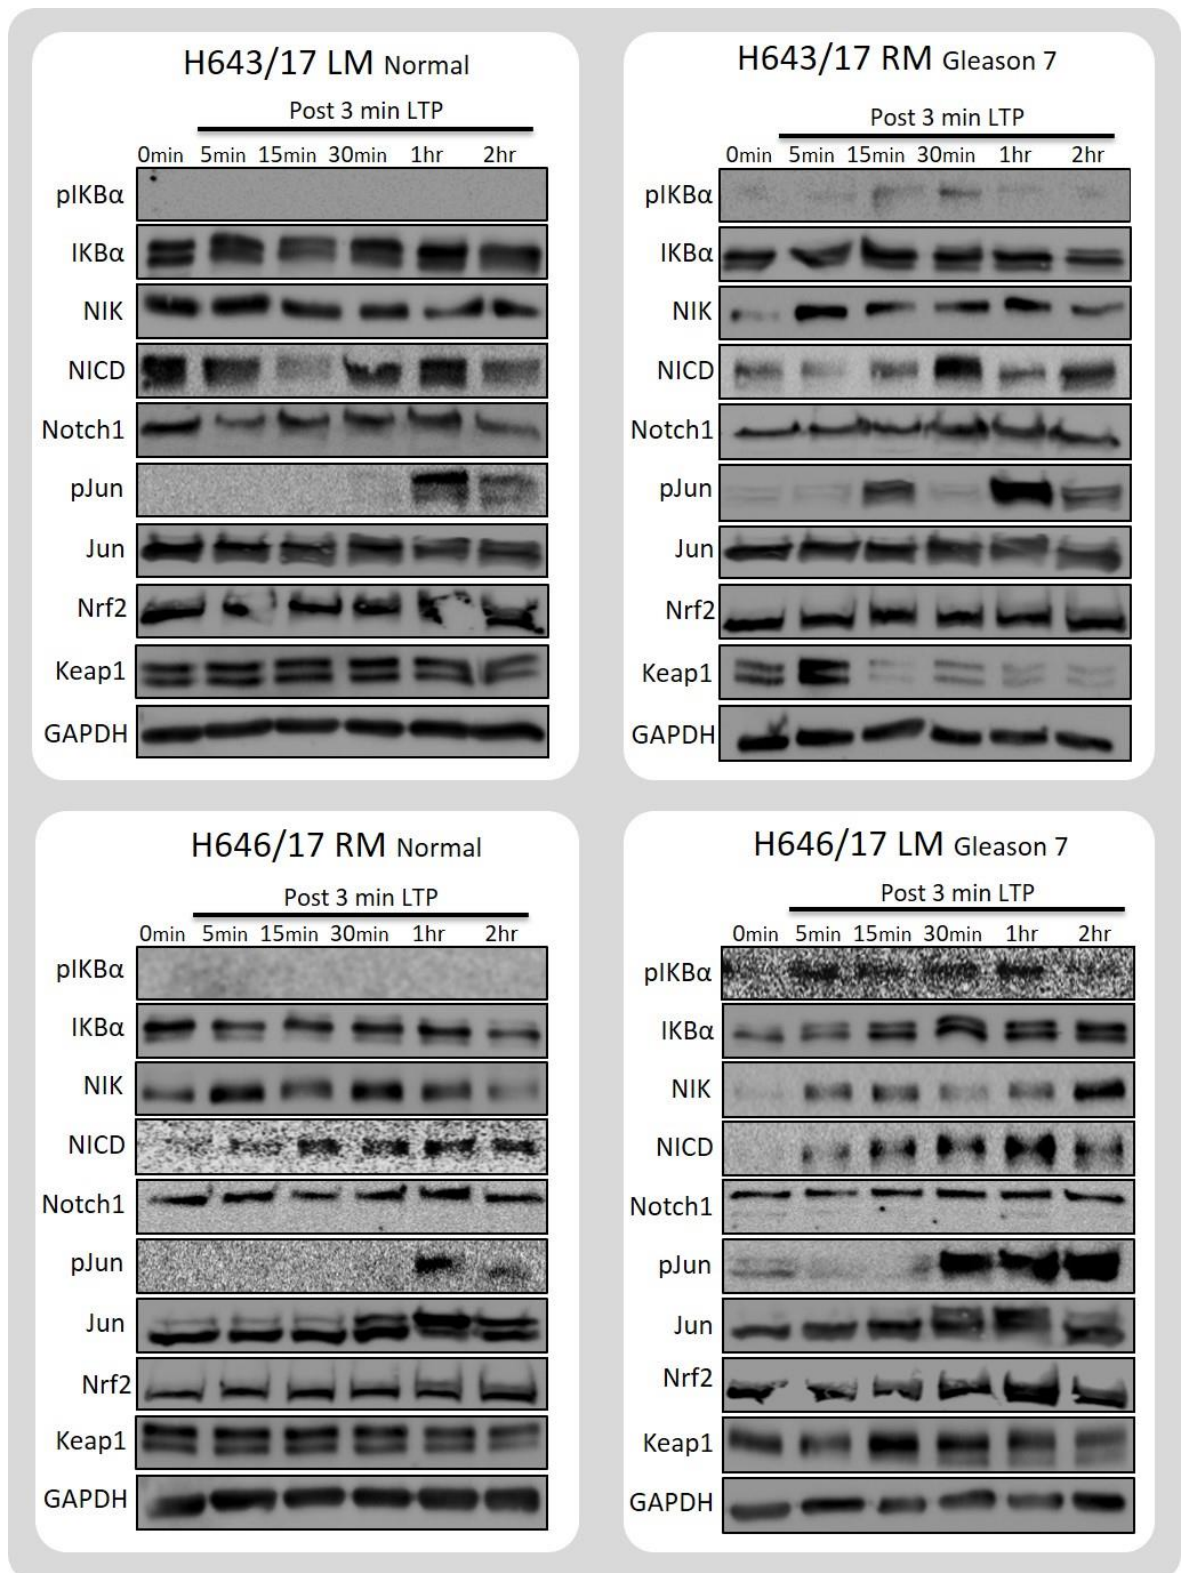 H643/17 LM Normal
Post 3 min LTP
0min 5min 15min 30min 1hr 2hr
pIKBα
IKBα
NIK
NICD
Notch1
pJun
Jun
Nrf2
Keap1
GAPDH
H643/17 RM Gleason 7
Post 3 min LTP
0min 5min 15min 30min 1hr 2hr
pIKBα
IKBα
NIK
NICD
Notch1
pJun
Jun
Nrf2
Keap1
GAPDH
H646/17 RM Normal
Post 3 min LTP
0min 5min 15min 30min 1hr 2hr
pIKBα
IKBα
NIK
NICD
Notch1
pJun
Jun
Nrf2
Keap1
GAPDH
H646/17 LM Gleason 7
Post 3 min LTP
0min 5min 15min 30min 1hr 2hr
pIKBα
IKBα
NIK
NICD
Notch1
pJun
Jun
Nrf2
Keap1
GAPDH